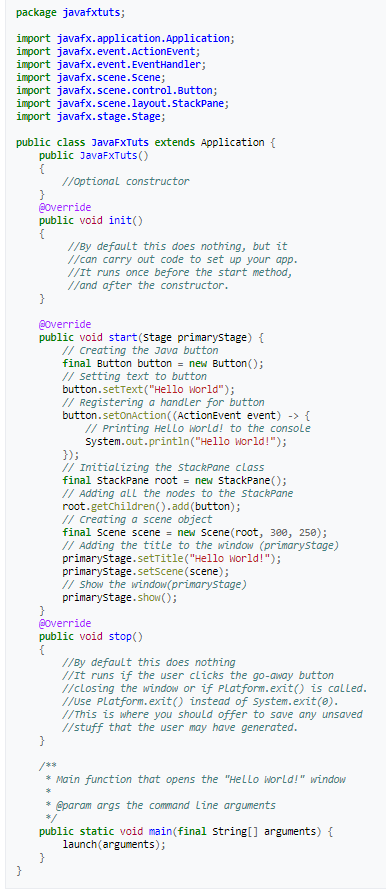 package javafxtuts;

import javafx.application.Application;
import javafx.event.ActionEvent;
import javafx.event.EventHandler;
import javafx.scene.Scene;
import javafx.scene.control.Button;
import javafx.scene.layout.StackPane;
import javafx.stage.Stage;

public class JavaFxTuts extends Application {
    public JavaFxTuts()
    {
        //Optional constructor
    }
    @Override
    public void init()
    {
         //By default this does nothing, but it
         //can carry out code to set up your app.
         //It runs once before the start method,
         //and after the constructor.
    }

    @Override
    public void start(Stage primaryStage) {
        // Creating the Java button
        final Button button = new Button();
        // Setting text to button
        button.setText("Hello World");
        // Registering a handler for button
        button.setOnAction((ActionEvent event) -> {
            // Printing Hello World! to the console
            System.out.println("Hello World!");
        });
        // Initializing the StackPane class
        final StackPane root = new StackPane();
        // Adding all the nodes to the StackPane
        root.getChildren().add(button);
        // Creating a scene object
        final Scene scene = new Scene(root, 300, 250);
        // Adding the title to the window (primaryStage)
        primaryStage.setTitle("Hello World!");
        primaryStage.setScene(scene);
        // Show the window(primaryStage)
        primaryStage.show();
    }
    @Override
    public void stop()
    {
        //By default this does nothing
        //It runs if the user clicks the go-away button
        //closing the window or if Platform.exit() is called.
        //Use Platform.exit() instead of System.exit(0).
        //This is where you should offer to save any unsaved
        //stuff that the user may have generated.
    }

    /**
     * Main function that opens the "Hello World!" window
     *
     * @param args the command line arguments
     */
    public static void main(final String[] arguments) {
        launch(arguments);
    }
}